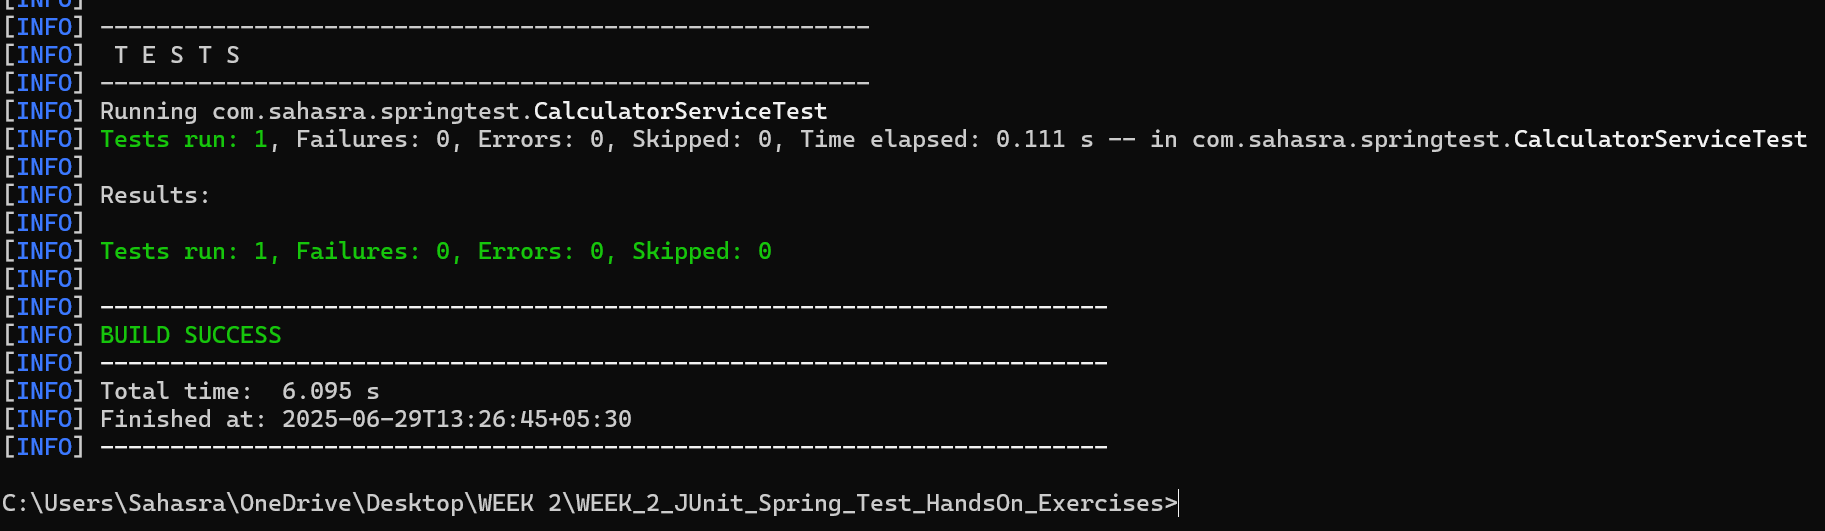 [INFO]
[INFO] -------------------------------------------------------
[INFO]  T E S T S
[INFO] -------------------------------------------------------
[INFO] Running com.sahasra.springtest.CalculatorServiceTest
[INFO] Tests run: 1, Failures: 0, Errors: 0, Skipped: 0, Time elapsed: 0.111 s -- in com.sahasra.springtest.CalculatorServiceTest
[INFO]
[INFO] Results:
[INFO]
[INFO] Tests run: 1, Failures: 0, Errors: 0, Skipped: 0
[INFO]
[INFO] ------------------------------------------------------------------------
[INFO] BUILD SUCCESS
[INFO] ------------------------------------------------------------------------
[INFO] Total time:  6.095 s
[INFO] Finished at: 2025-06-29T13:26:45+05:30
[INFO] ------------------------------------------------------------------------
C:\Users\Sahasra\OneDrive\Desktop\WEEK 2\WEEK_2_JUnit_Spring_Test_HandsOn_Exercises>